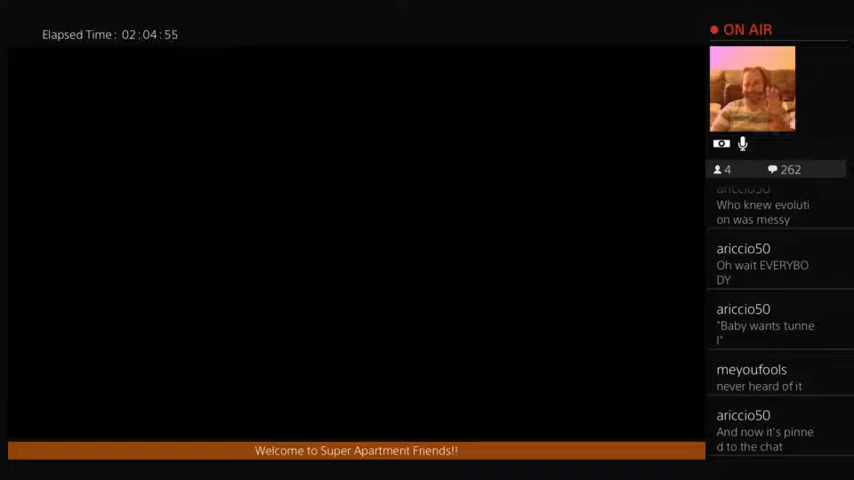 Elapsed Time: 02:04:55
ON AIR
4 262
ariccio50
Who knew evoluti
on was messy
ariccio50
Oh wait EVERYBO
DY
ariccio50
"Baby wants tunne
l"
meyoufools
never heard of it
ariccio50
And now it's pinne
d to the chat
Welcome to Super Apartment Friends!!